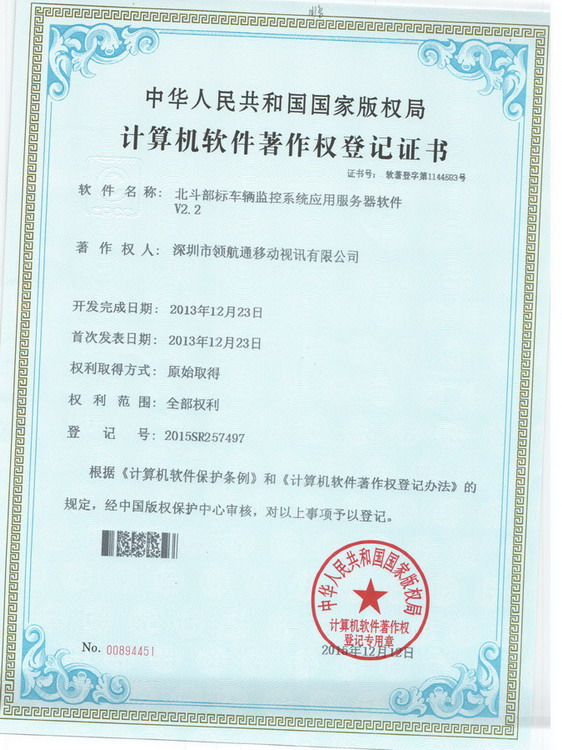 中华人民共和国国家版权局
计算机软件著作权登记证书
证书号: 软著登字第1144583号
软件名称: 北斗部标车辆监控系统应用服务器软件
V2.2
著作权人: 深圳市领航通移动视讯有限公司
开发完成日期: 2013年12月23日
首次发表日期: 2013年12月23日
权利取得方式: 原始取得
权利范围: 全部权利
登记号: 2015SR257497
根据《计算机软件保护条例》和《计算机软件著作权登记办法》的
规定,经中国版权保护中心审核,对以上事项予以登记。
中华人民共和国国家版权局
计算机软件著作权
登记专用章
No. 00894451
2015年12月12日